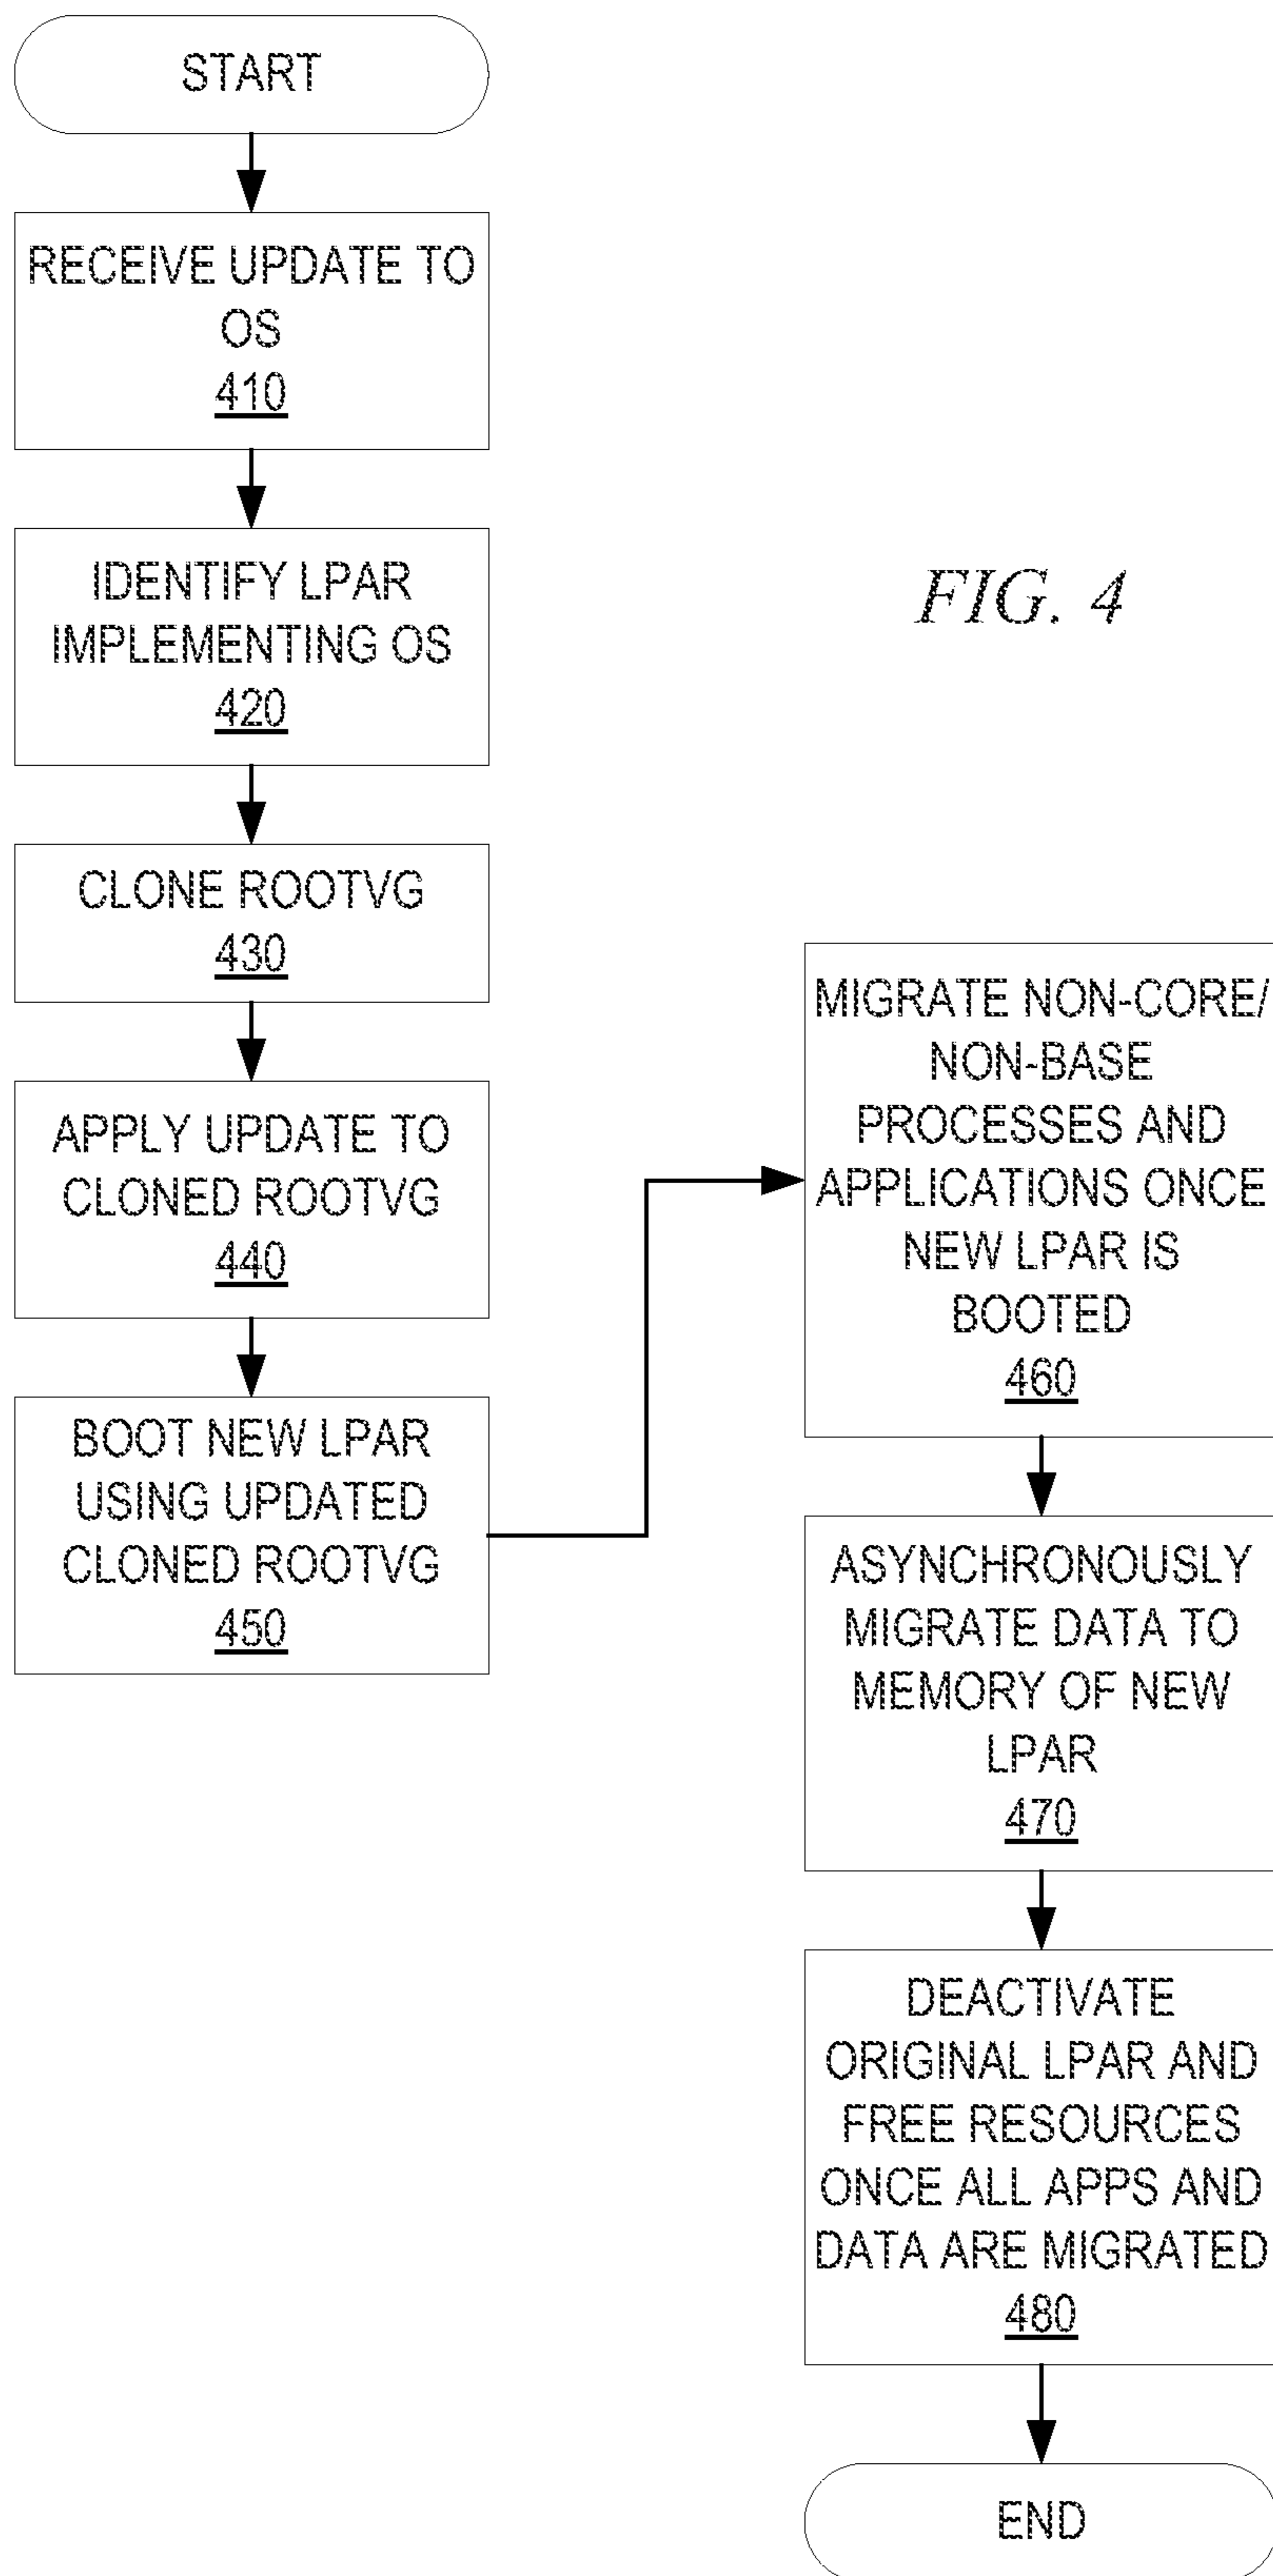 START
RECEIVE UPDATE TO
OS
410
IDENTIFY LPAR
IMPLEMENTING OS
420
CLONE ROOTVG
430
APPLY UPDATE TO
CLONED ROOTVG
440
BOOT NEW LPAR
USING UPDATED
CLONED ROOTVG
450
FIG. 4
MIGRATE NON-CORE/
NON-BASE
PROCESSES AND
APPLICATIONS ONCE
NEW LPAR IS
BOOTED
460
ASYNCHRONOUSLY
MIGRATE DATA TO
MEMORY OF NEW
LPAR
470
DEACTIVATE
ORIGINAL LPAR AND
FREE RESOURCES
ONCE ALL APPS AND
DATA ARE MIGRATED
480
END